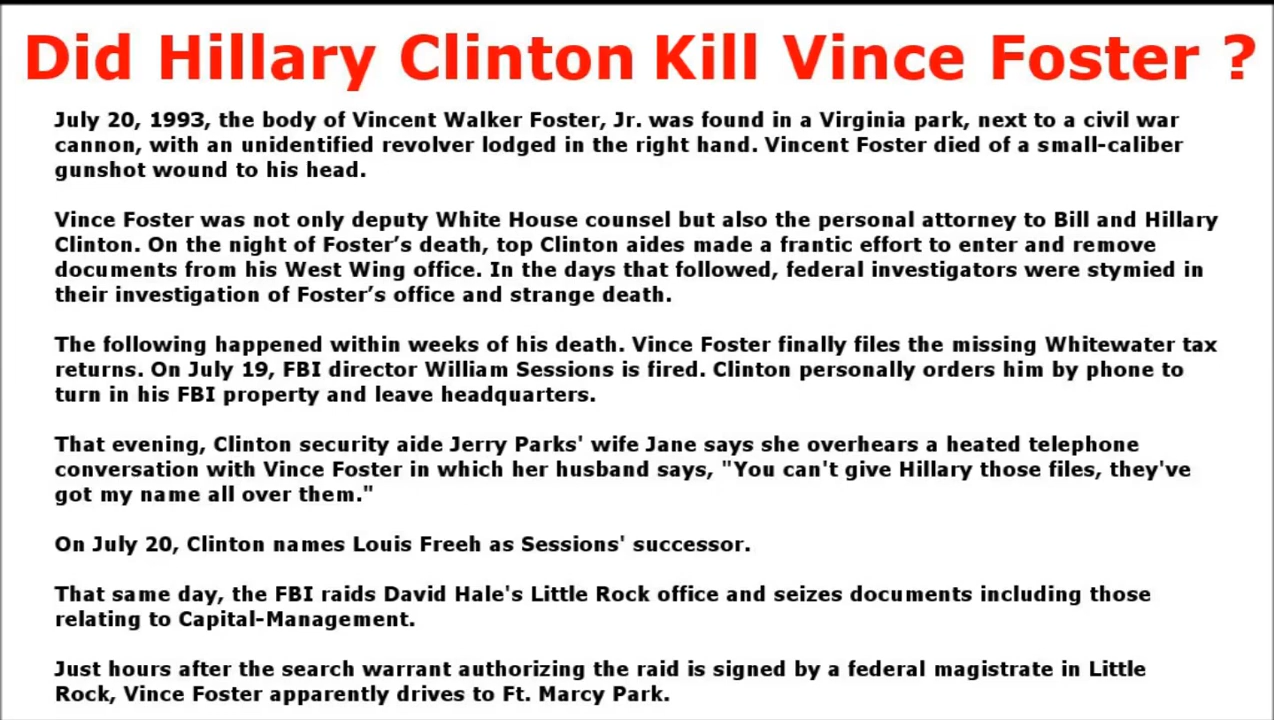 Did Hillary Clinton Kill Vince Foster ?
July 20, 1993, the body of Vincent Walker Foster, Jr. was found in a Virginia park, next to a civil war
cannon, with an unidentified revolver lodged in the right hand. Vincent Foster died of a small-caliber
gunshot wound to his head.
Vince Foster was not only deputy White House counsel but also the personal attorney to Bill and Hillary
Clinton. On the night of Foster’s death, top Clinton aides made a frantic effort to enter and remove
documents from his West Wing office. In the days that followed, federal investigators were stymied in
their investigation of Foster’s office and strange death.
The following happened within weeks of his death. Vince Foster finally files the missing Whitewater tax
returns. On July 19, FBI director William Sessions is fired. Clinton personally orders him by phone to
turn in his FBI property and leave headquarters.
That evening, Clinton security aide Jerry Parks' wife Jane says she overhears a heated telephone
conversation with Vince Foster in which her husband says, "You can't give Hillary those files, they've
got my name all over them."
On July 20, Clinton names Louis Freeh as Sessions' successor.
That same day, the FBI raids David Hale's Little Rock office and seizes documents including those
relating to Capital-Management.
Just hours after the search warrant authorizing the raid is signed by a federal magistrate in Little
Rock, Vince Foster apparently drives to Ft. Marcy Park.